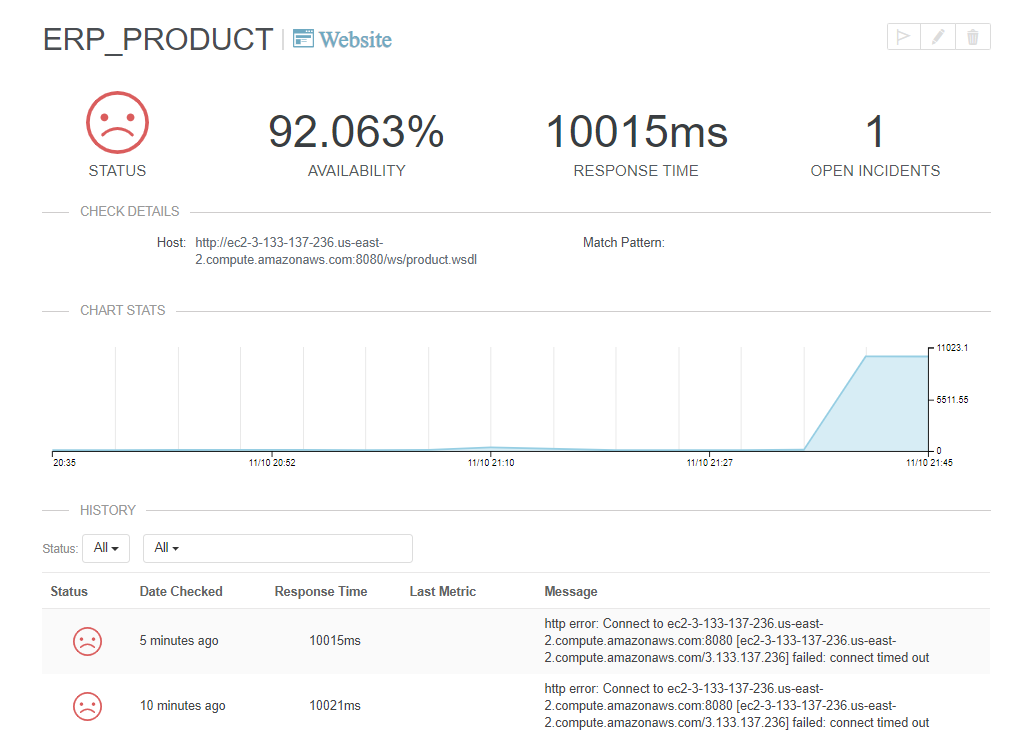 ERP_PRODUCT | Website
92.063% 10015ms 1
STATUS AVAILABILITY RESPONSE TIME OPEN INCIDENTS
CHECK DETAILS
Host: http://ec2-3-133-137-236.us-east- Match Pattern:
2.compute.amazonaws.com:8080/ws/product.wsdl
CHART STATS
11023.1
5511.55
0
20:35 11/10 20:52 11/10 21:10 11/10 21:27 11/10 21:45
HISTORY
Status: All All
Status Date Checked Response Time Last Metric Message
http error: Connect to ec2-3-133-137-236.us-east-
5 minutes ago 10015ms 2.compute.amazonaws.com:8080 [ec2-3-133-137-236.us-east-
2.compute.amazonaws.com/3.133.137.236] failed: connect timed out
http error: Connect to ec2-3-133-137-236.us-east-
10 minutes ago 10021ms 2.compute.amazonaws.com:8080 [ec2-3-133-137-236.us-east-
2.compute.amazonaws.com/3.133.137.236] failed: connect timed out